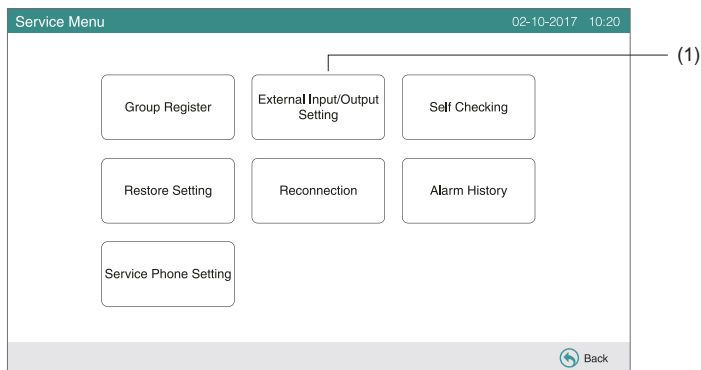 Service Menu 02-10-2017 10:20
(1)
Group Register
External Input/Output
Setting
Self Checking
Restore Setting
Reconnection
Alarm History
Service Phone Setting
Back